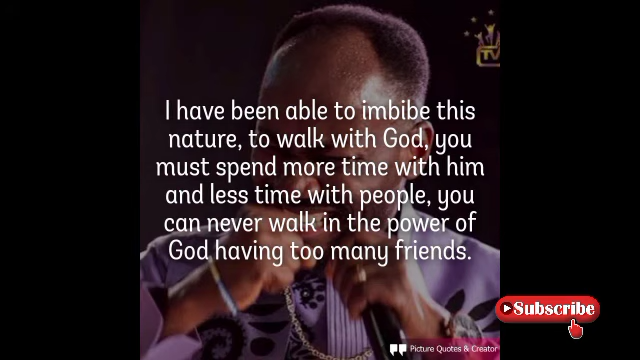 TV
I have been able to imbibe this
nature, to walk with God, you
must spend more time with him
and less time with people, you
can never walk in the power of
God having too many friends.
Subscribe
Picture Quotes & Creator